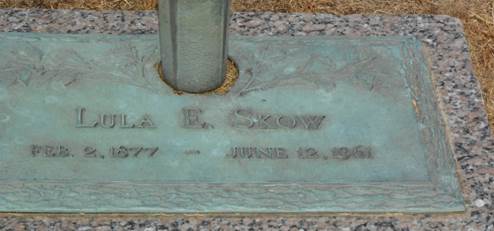 LULA E. SKOW
FEB. 2, 1877 — JUNE 12, 1961